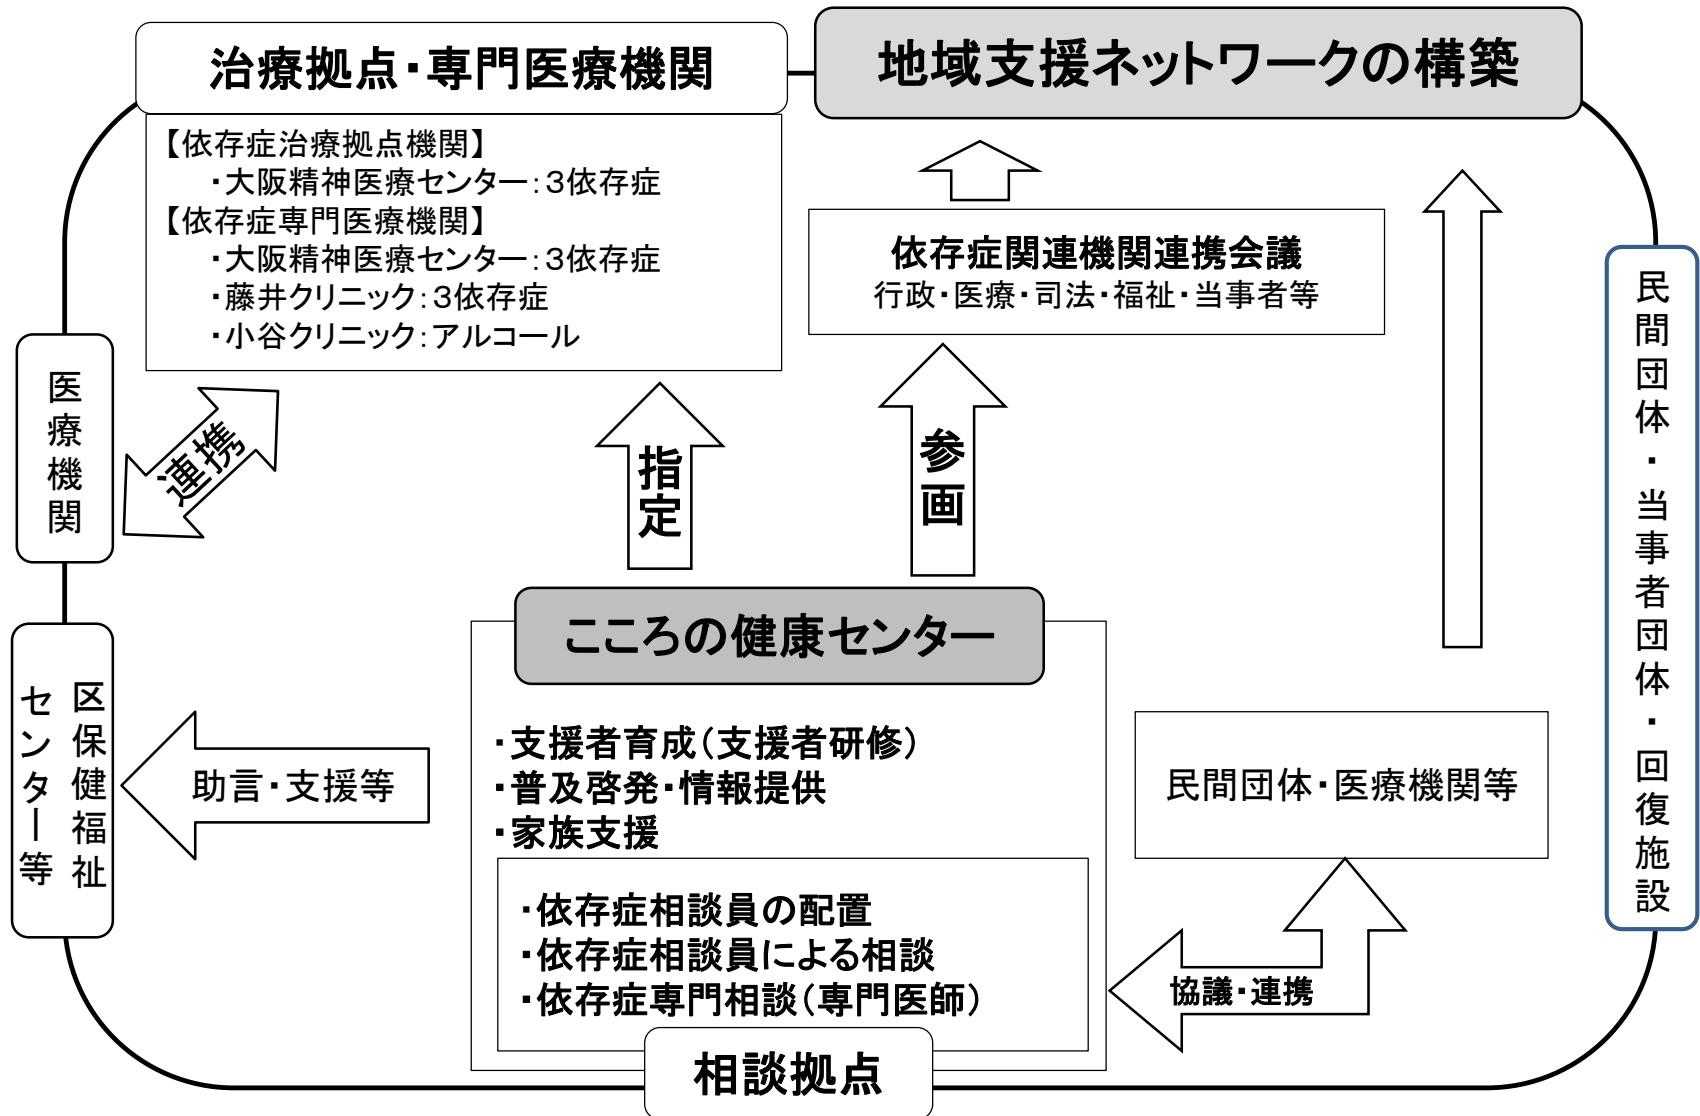 治療拠点・専門医療機関
地域支援ネットワークの構築
【依存症治療拠点機関】
・大阪精神医療センター：３依存症
【依存症専門医療機関】
・大阪精神医療センター：３依存症
・藤井クリニック：３依存症
・小谷クリニック：アルコール
依存症関連機関連携会議
行政・医療・司法・福祉・当事者等
医療機関
連携
指定
参画
民間団体・当事者団体・回復施設
こころの健康センター
区保健福祉
センター等
助言・支援等
・支援者育成（支援者研修）
・普及啓発・情報提供
・家族支援
・依存症相談員の配置
・依存症相談員による相談
・依存症専門相談（専門医師）
民間団体・医療機関等
協議・連携
相談拠点